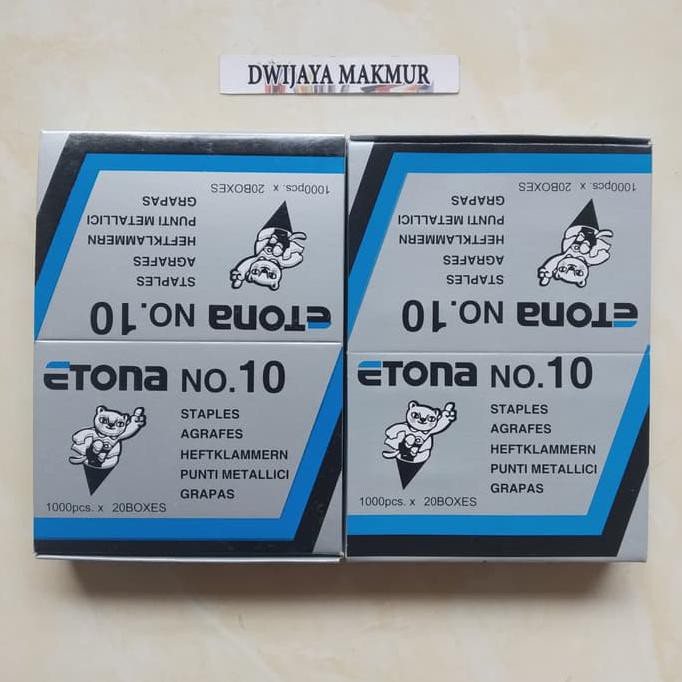 DWIJAYA MAKMUR
1000pcs. x 20BOXES
GRAPAS
PUNTI METALLICI
HEFTKLAMMERN
AGRAFES
STAPLES
ETONA NO.10
1000pcs. x 20BOXES
GRAPAS
PUNTI METALLICI
HEFTKLAMMERN
AGRAFES
STAPLES
ETONA NO.10
ETONA NO.10
STAPLES
AGRAFES
HEFTKLAMMERN
PUNTI METALLICI
GRAPAS
1000pcs. x 20BOXES
ETONA NO.10
STAPLES
AGRAFES
HEFTKLAMMERN
PUNTI METALLICI
GRAPAS
1000pcs. x 20BOXES